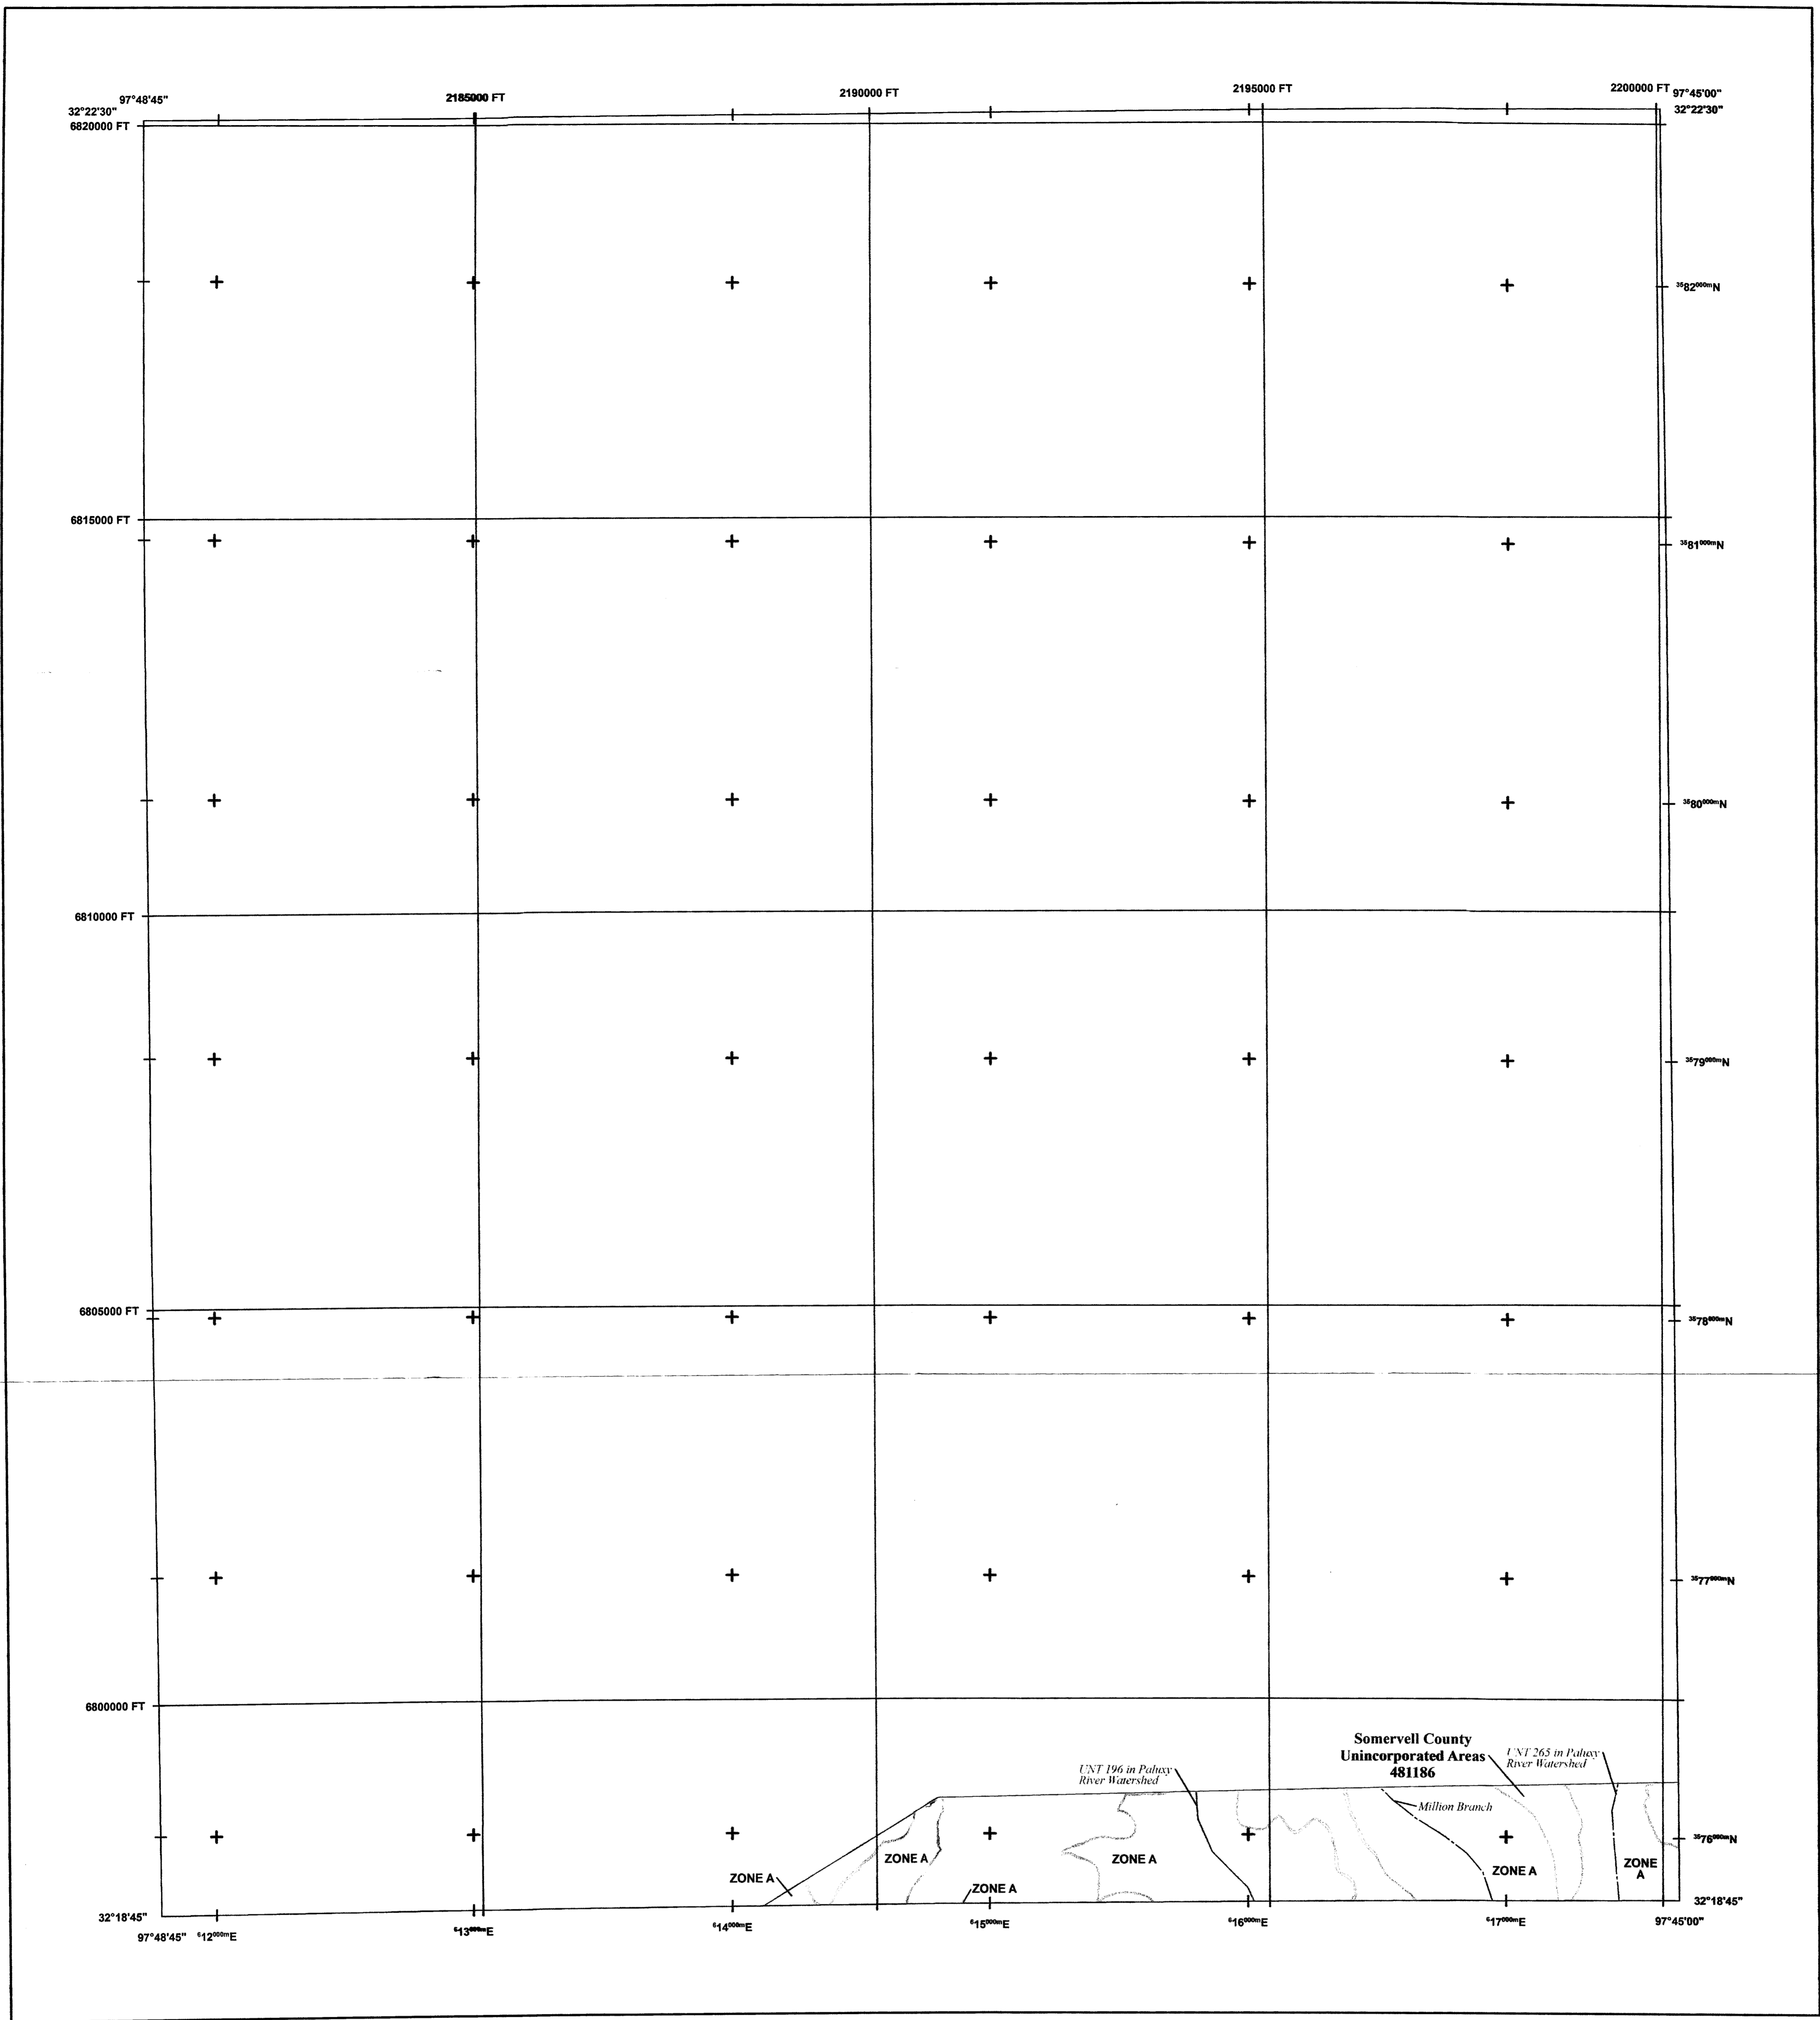 97°48'45"
32°22'30"
2185000 FT
2190000 FT
2195000 FT
2200000 FT
97°45'00"
32°22'30"
6820000 FT
3582000mN
6815000 FT
3581000mN
3580000mN
6810000 FT
3579000mN
6805000 FT
3578000mN
3577000mN
6800000 FT
Somervell County
Unincorporated Areas
481186
UNT 265 in Paluxy
River Watershed
UNT 196 in Paluxy
River Watershed
Million Branch
3576000mN
ZONE A
ZONE A
ZONE A
ZONE A
ZONE A
ZONE
A
32°18'45"
97°48'45"
612000mE
613000mE
614000mE
615000mE
616000mE
617000mE
32°18'45"
97°45'00"